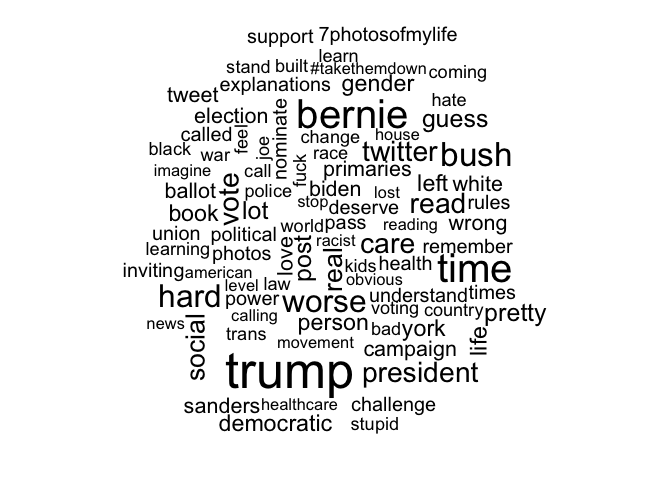 support 7photosofmylife
learn
stand built #takethemdown coming
explanations gender
tweet hate
election nominate bernie guess
called feel joe change house
black war race twitter bush
imagine call fuck primaries
ballot vote police biden lost left white
book lot stop deserve read rules
union political world pass reading wrong
learning photos love post racist real care remember
inviting american kids health time
level law obvious
hard power worse understand times
calling voting country pretty
news social trans person bad york life
movement campaign
trump president
sanders healthcare challenge
democratic stupid